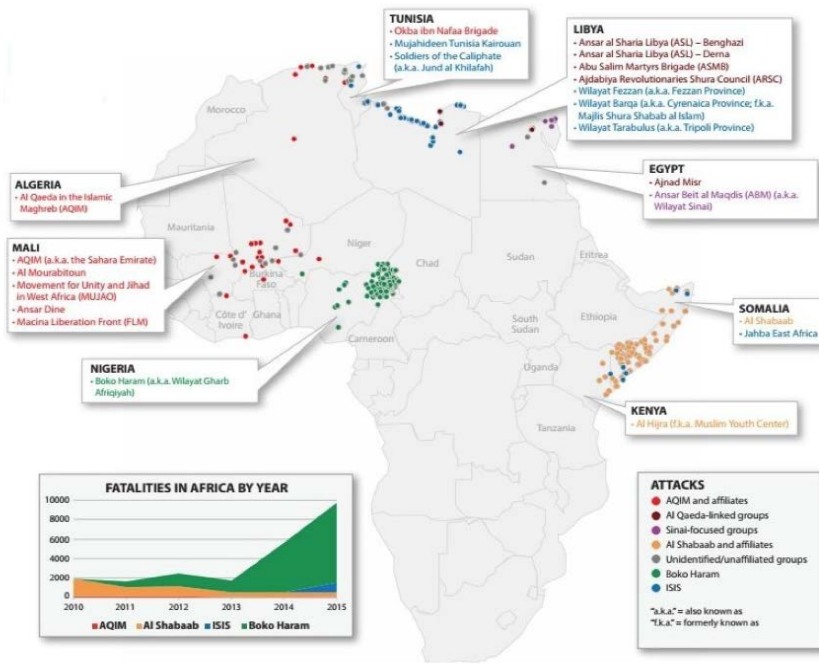 TUNISIA
• Okba ibn Nafaa Brigade
• Mujahideen Tunisia Kairouan
• Soldiers of the Caliphate
(a.k.a. Jund al Khilafah)
LIBYA
• Ansar al Sharia Libya (ASL) – Benghazi
• Ansar al Sharia Libya (ASL) – Derna
• Abu Salim Martyrs Brigade (ASMB)
• Ajdabiya Revolutionaries Shura Council (ARSC)
• Wilayat Fezzan (a.k.a. Fezzan Province)
• Wilayat Barqa (a.k.a. Cyrenaica Province; f.k.a.
Majlis Shura Shabab al Islam)
• Wilayat Tarabulus (a.k.a. Tripoli Province)
Morocco
EGYPT
• Ajnad Misr
• Ansar Beit al Maqdis (ABM) (a.k.a.
Wilayat Sinai)
ALGERIA
• Al Qaeda in the Islamic
Maghreb (AQIM)
Mauritania
Niger
Chad
Sudan
Eritrea
MALI
• AQIM (a.k.a. the Sahara Emirate)
• Al Mourabitoun
• Movement for Unity and Jihad
in West Africa (MUJAO)
• Ansar Dine
• Macina Liberation Front (FLM)
Burkina
Faso
Côte d'
Ivoire
Ghana
Cameroon
South
Sudan
Ethiopia
Uganda
Tanzania
SOMALIA
• Al Shabaab
• Jahba East Africa
NIGERIA
• Boko Haram (a.k.a. Wilayat Gharb
Afriqiyah)
KENYA
• Al Hijra (f.k.a. Muslim Youth Center)
FATALITIES IN AFRICA BY YEAR
10000
8000
6000
4000
2000
0
2010 2011 2012 2013 2014 2015
AQIM Al Shabaab ISIS Boko Haram
ATTACKS
AQIM and affiliates
Al Qaeda-linked groups
Sinai-focused groups
Al Shabaab and affiliates
Unidentified/unaffiliated groups
Boko Haram
ISIS
"a.k.a." = also known as
"f.k.a." = formerly known as